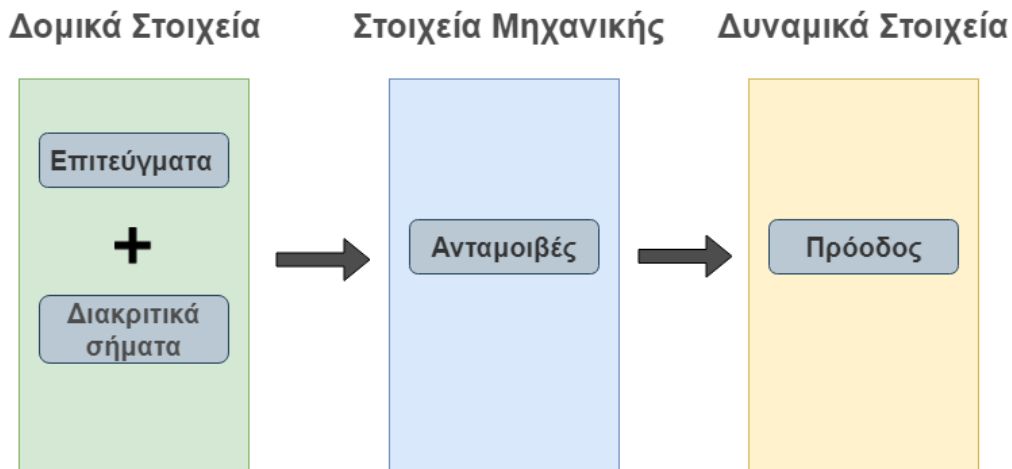 Δομικά Στοιχεία
Στοιχεία Μηχανικής
Δυναμικά Στοιχεία
Επιτεύγματα
+
Διακριτικά
σήματα
Ανταμοιβές
Πρόοδος